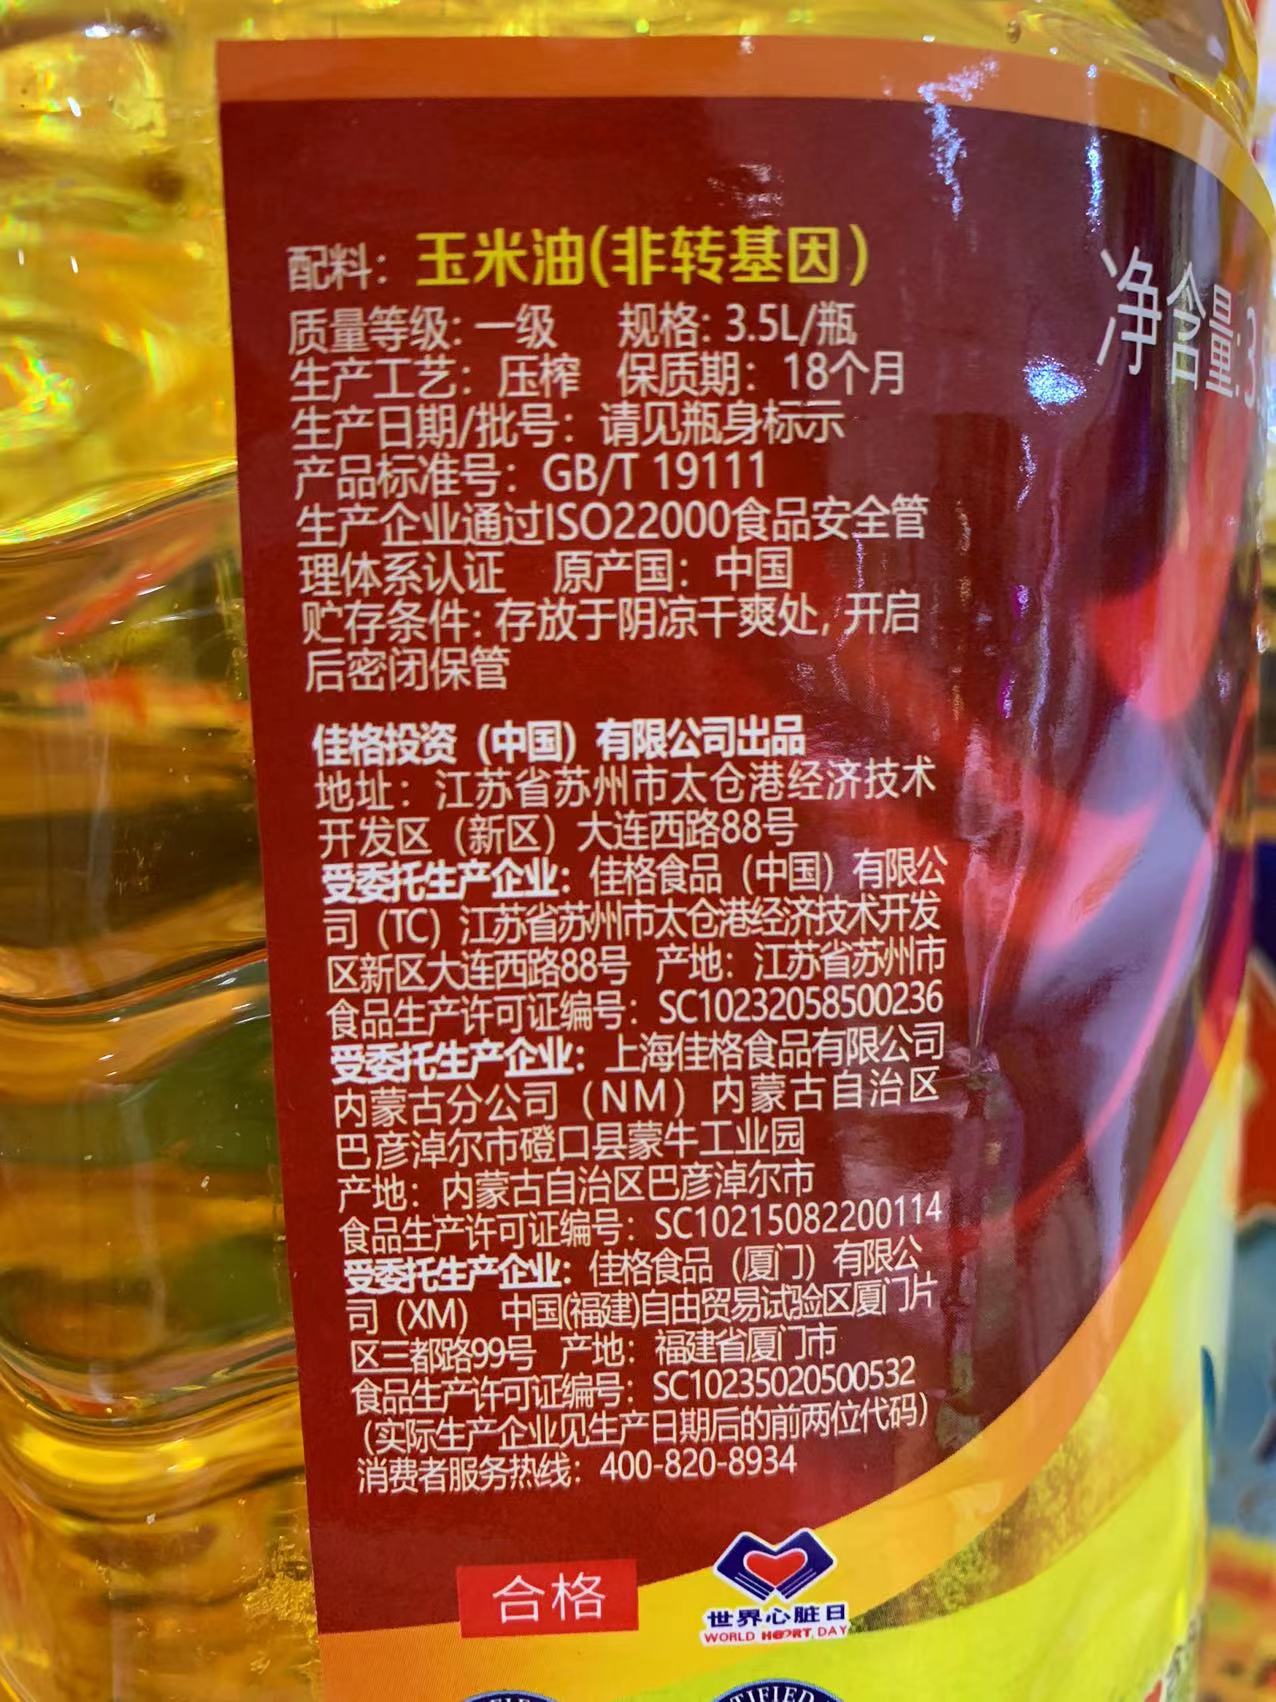 配料：玉米油(非转基因)
质量等级: 一级 规格: 3.5L/瓶
生产工艺：压榨 保质期：18个月
生产日期/批号：请见瓶身标示
产品标准号：GB/T 19111
生产企业通过ISO22000食品安全管
理体系认证 原产国：中国
贮存条件: 存放于阴凉干爽处, 开启
后密闭保管
佳格投资（中国）有限公司出品
地址：江苏省苏州市太仓港经济技术
开发区（新区）大连西路88号
受委托生产企业：佳格食品（中国）有限公
司（TC）江苏省苏州市太仓港经济技术开发
区新区大连西路88号 产地：江苏省苏州市
食品生产许可证编号：SC10232058500236
受委托生产企业：上海佳格食品有限公司
内蒙古分公司（NM）内蒙古自治区
巴彦淖尔市磴口县蒙牛工业园
产地：内蒙古自治区巴彦淖尔市
食品生产许可证编号：SC10215082200114
受委托生产企业：佳格食品（厦门）有限公
司（XM） 中国(福建)自由贸易试验区厦门片
区三都路99号 产地：福建省厦门市
食品生产许可证编号：SC10235020500532
（实际生产企业见生产日期后的前两位代码）
消费者服务热线：400-820-8934
合格
世界心脏日
WORLD HEART DAY
净含量:3